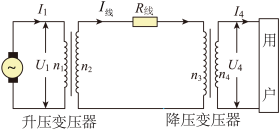 I₁
I线
R线
I₄
~
U₁
n₁
n₂
n₃
n₄
U₄
用
户
升压变压器
降压变压器